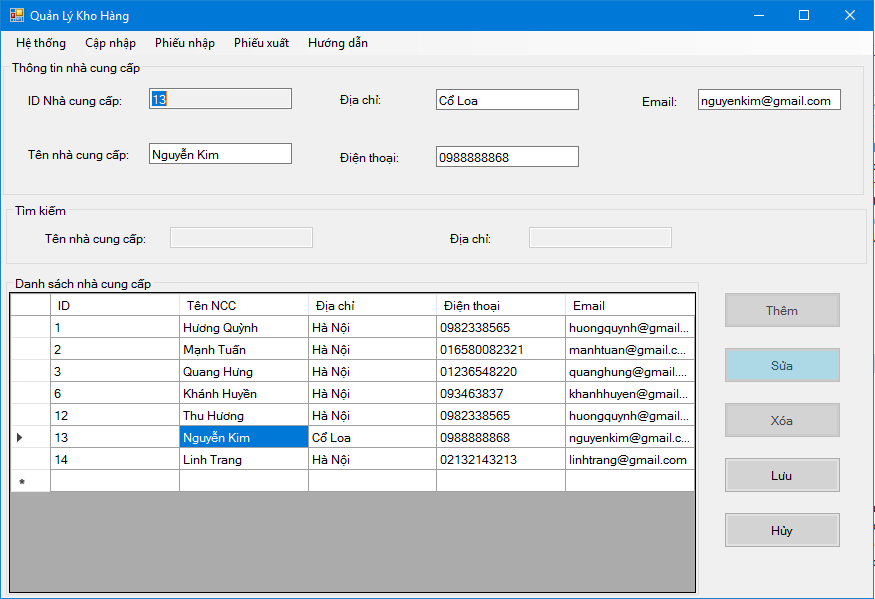 Quản Lý Kho Hàng
Hệ thống Cập nhập Phiếu nhập Phiếu xuất Hướng dẫn
Thông tin nhà cung cấp
ID Nhà cung cấp: 13 Địa chỉ: Cổ Loa Email: nguyenkim@gmail.com
Tên nhà cung cấp: Nguyễn Kim Điện thoại: 0988888868
Tìm kiếm
Tên nhà cung cấp: Địa chỉ:
Danh sách nhà cung cấp
ID Tên NCC Địa chỉ Điện thoại Email
1 Hương Quỳnh Hà Nội 0982338565 huongquynh@gmail...
2 Mạnh Tuấn Hà Nội 016580082321 manhtuan@gmail.c...
3 Quang Hưng Hà Nội 01236548220 quanghung@gmail....
6 Khánh Huyền Hà Nội 093463837 khanhhuyen@gmail...
12 Thu Hương Hà Nội 0982338565 huongquynh@gmail...
13 Nguyễn Kim Cổ Loa 0988888868 nguyenkim@gmail.c...
14 Linh Trang Hà Nội 02132143213 linhtrang@gmail.com
Thêm
Sửa
Xóa
Lưu
Hủy